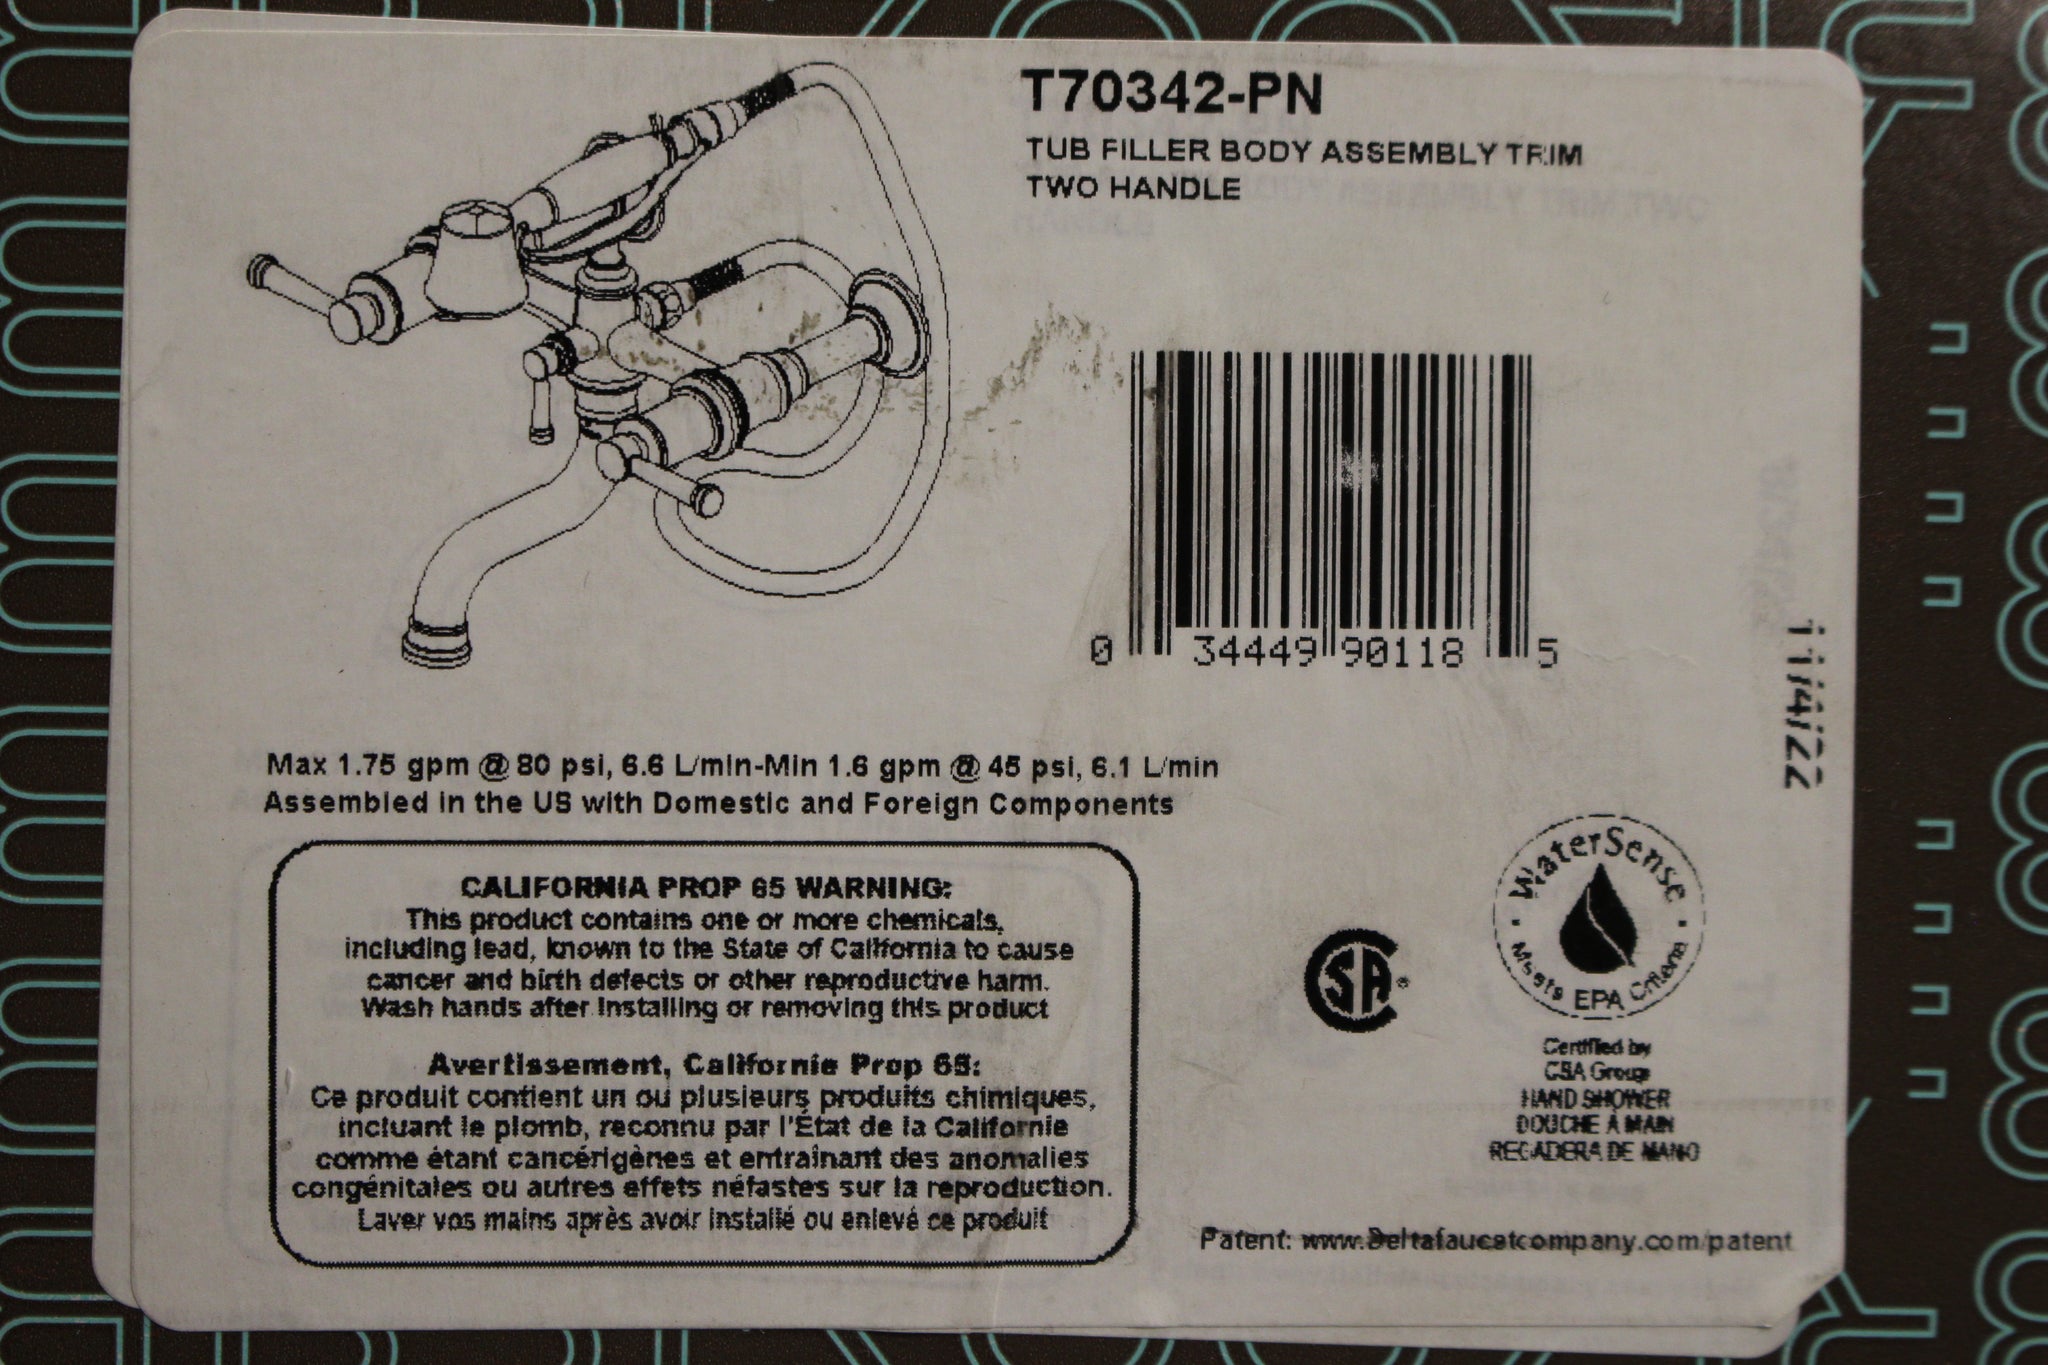 T70342-PN
TUB FILLER BODY ASSEMBLY TRIM
TWO HANDLE
0 34449 90118 5
11/4/22
Max 1.75 gpm @ 80 psi, 6.6 L/min-Min 1.6 gpm @ 45 psi, 6.1 L/min
Assembled in the US with Domestic and Foreign Components
CALIFORNIA PROP 65 WARNING:
This product contains one or more chemicals,
including lead, known to the State of California to cause
cancer and birth defects or other reproductive harm.
Wash hands after installing or removing this product
Avertissement, Californie Prop 65:
Ce produit contient un ou plusieurs produits chimiques,
incluant le plomb, reconnu par l'État de la Californie
comme étant cancérigènes et entraînant des anomalies
congénitales ou autres effets néfastes sur la reproduction.
Laver vos mains après avoir installé ou enlevé ce produit
CSA®
WaterSense
Meets EPA Criteria
Certified by
CSA Group
HAND SHOWER
DOUCHE A MAIN
REGADERA DE MANO
Patent: www.Deltafaucetcompany.com/patent